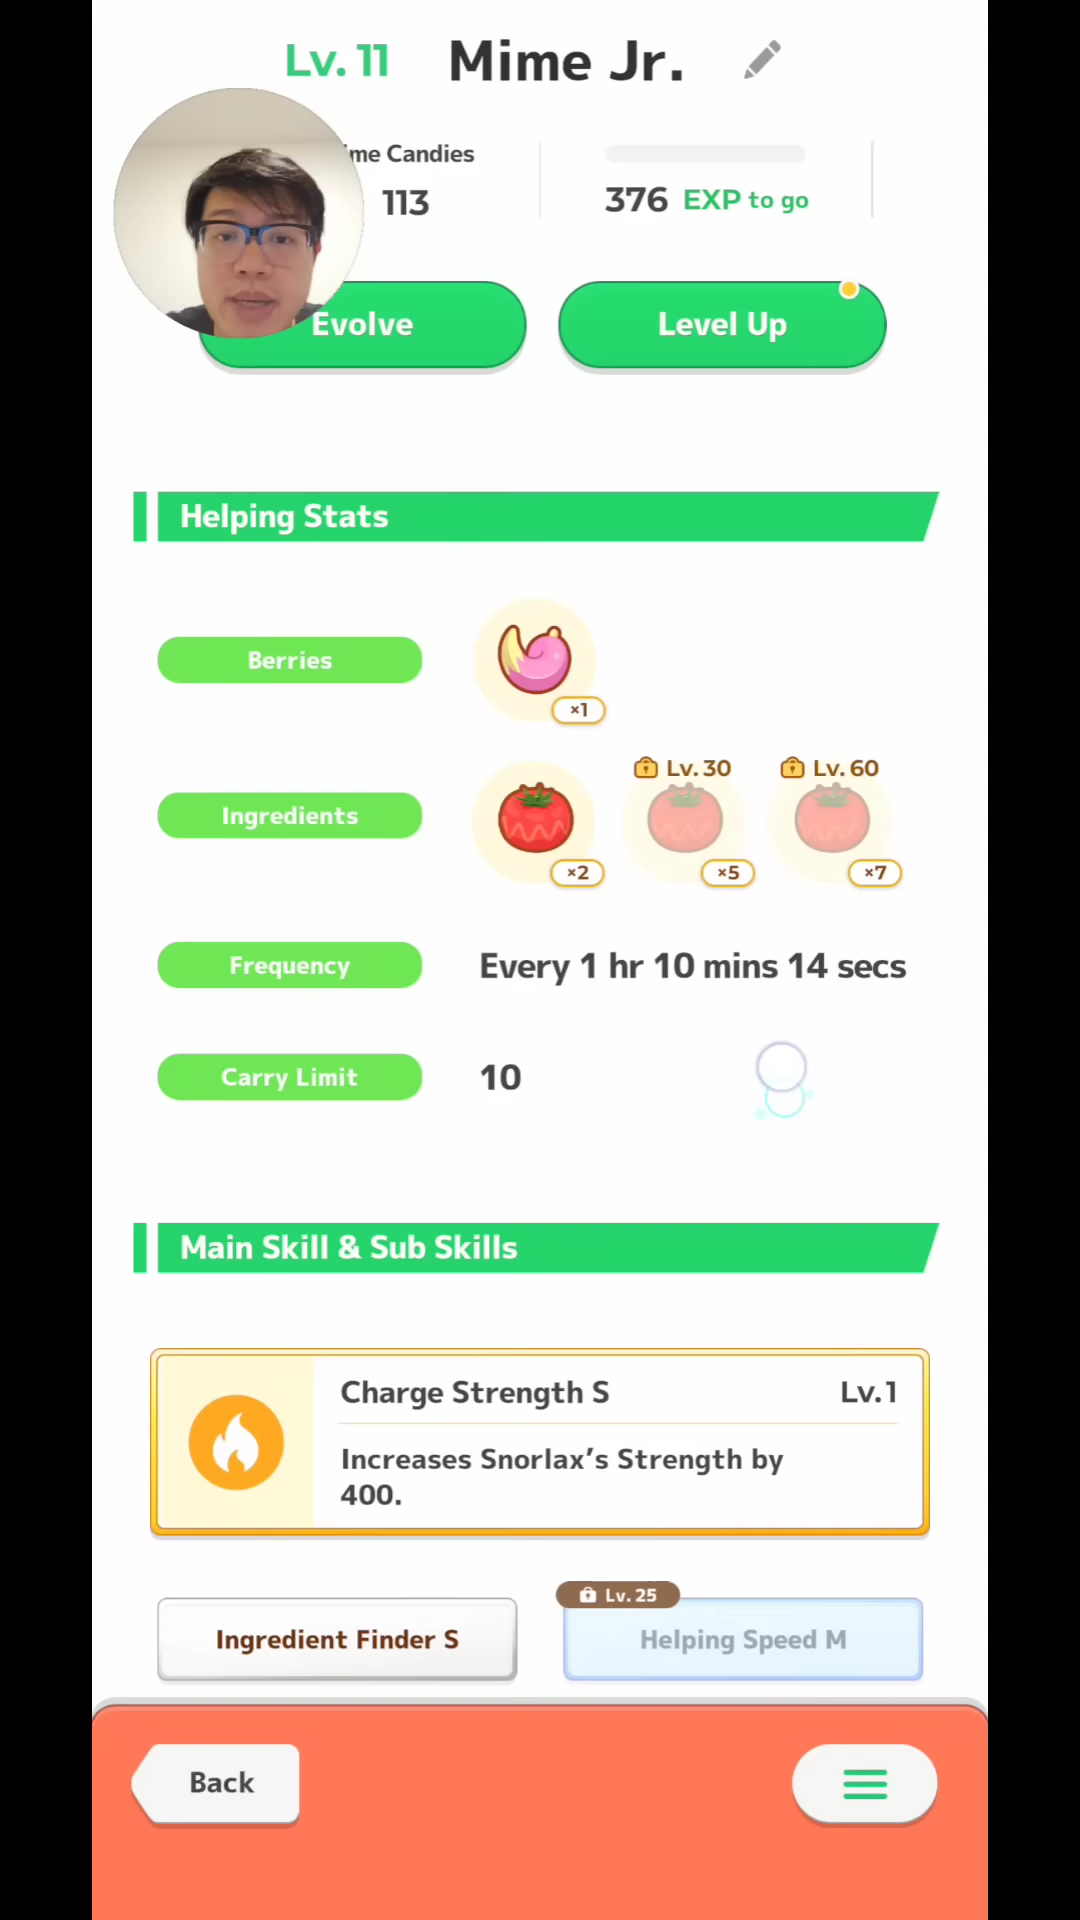 Lv. 11 Mime Jr.
ime Candies
113
376 EXP to go
Evolve
Level Up
Helping Stats
Berries
×1
Ingredients
Lv. 30
Lv. 60
×2
×5
×7
Frequency
Every 1 hr 10 mins 14 secs
Carry Limit
10
Main Skill & Sub Skills
Charge Strength S
Lv.1
Increases Snorlax’s Strength by
400.
Ingredient Finder S
Lv. 25
Helping Speed M
Back